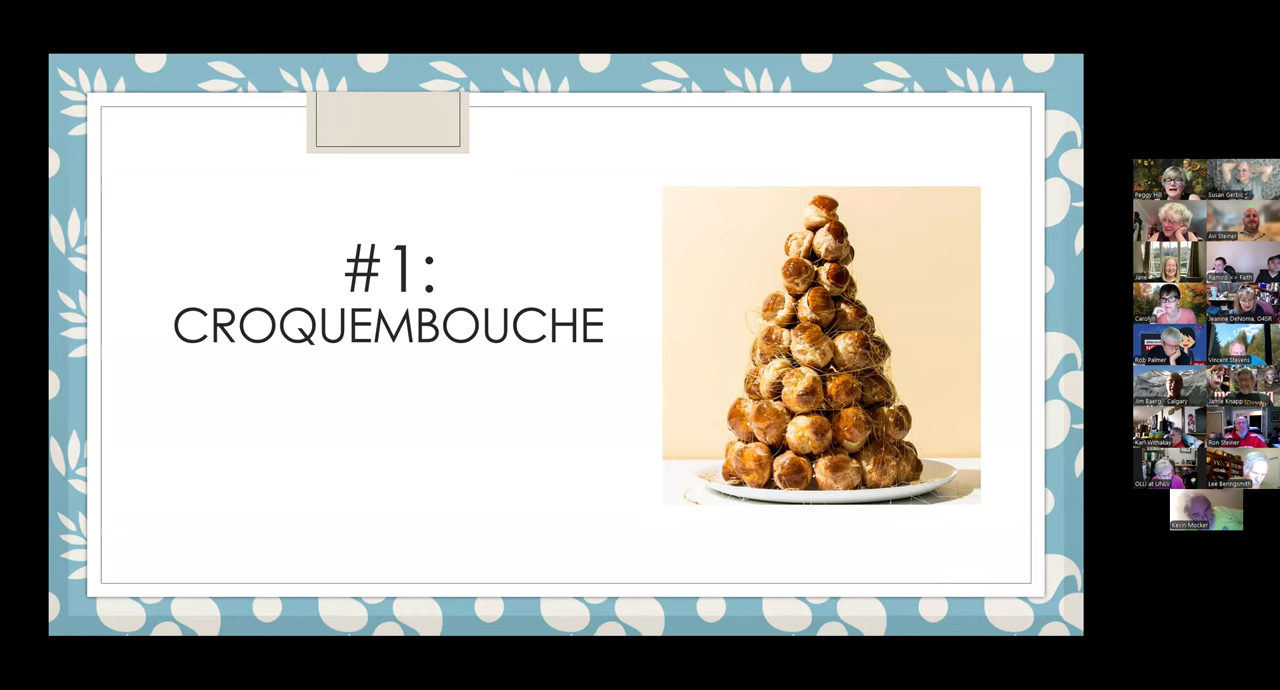 #1:
CROQUEMBOUCHE
Peggy Hill
Susan Gerbic
Avi Steiner
Jane
Ramiro <> Faith
Carolyn
Jeanine DeNoma, O4SR
Rob Palmer
Vincent Stevens
Jim Baerg - Calgary
Jamie Knapp
Karl Withakay
Ron Steiner
OLLI at UNLV
Lee Beringsmith
Kevin Mocker